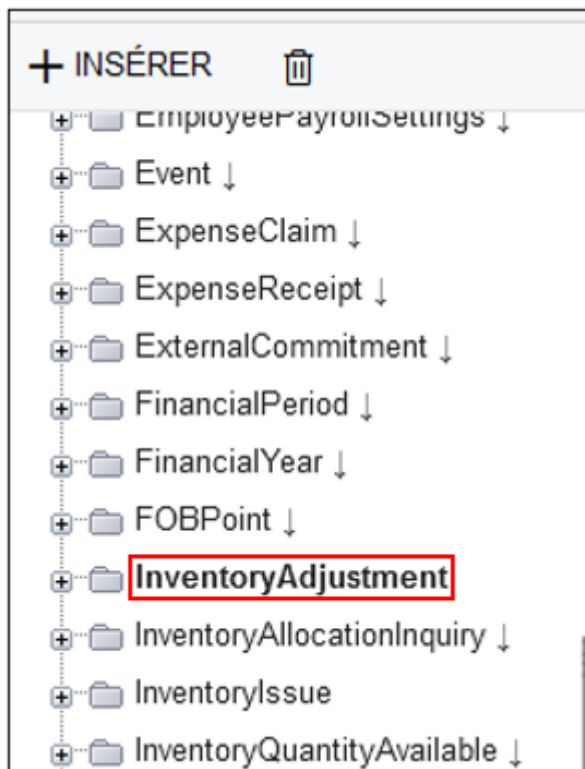 + INSÉRER
EmployeePayrollSettings ↓
Event ↓
ExpenseClaim ↓
ExpenseReceipt ↓
ExternalCommitment ↓
FinancialPeriod ↓
FinancialYear ↓
FOBPoint ↓
InventoryAdjustment
InventoryAllocationInquiry ↓
InventoryIssue
InventoryQuantityAvailable ↓